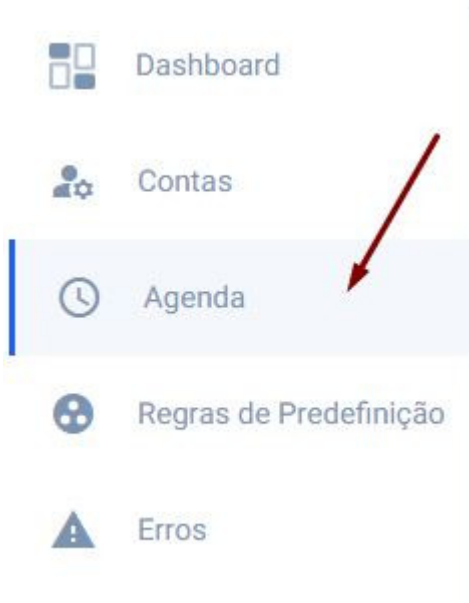 Dashboard
Contas
Agenda
Regras de Predefinição
Erros